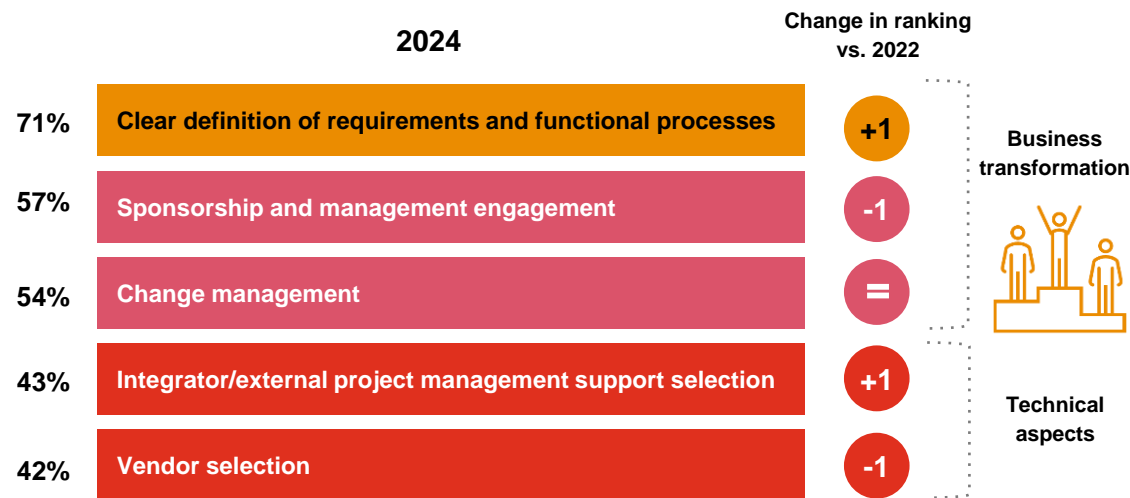 2024
Change in ranking
vs. 2022
71%
Clear definition of requirements and functional processes
+1
57%
Sponsorship and management engagement
-1
54%
Change management
=
Business
transformation
43%
Integrator/external project management support selection
+1
42%
Vendor selection
-1
Technical
aspects